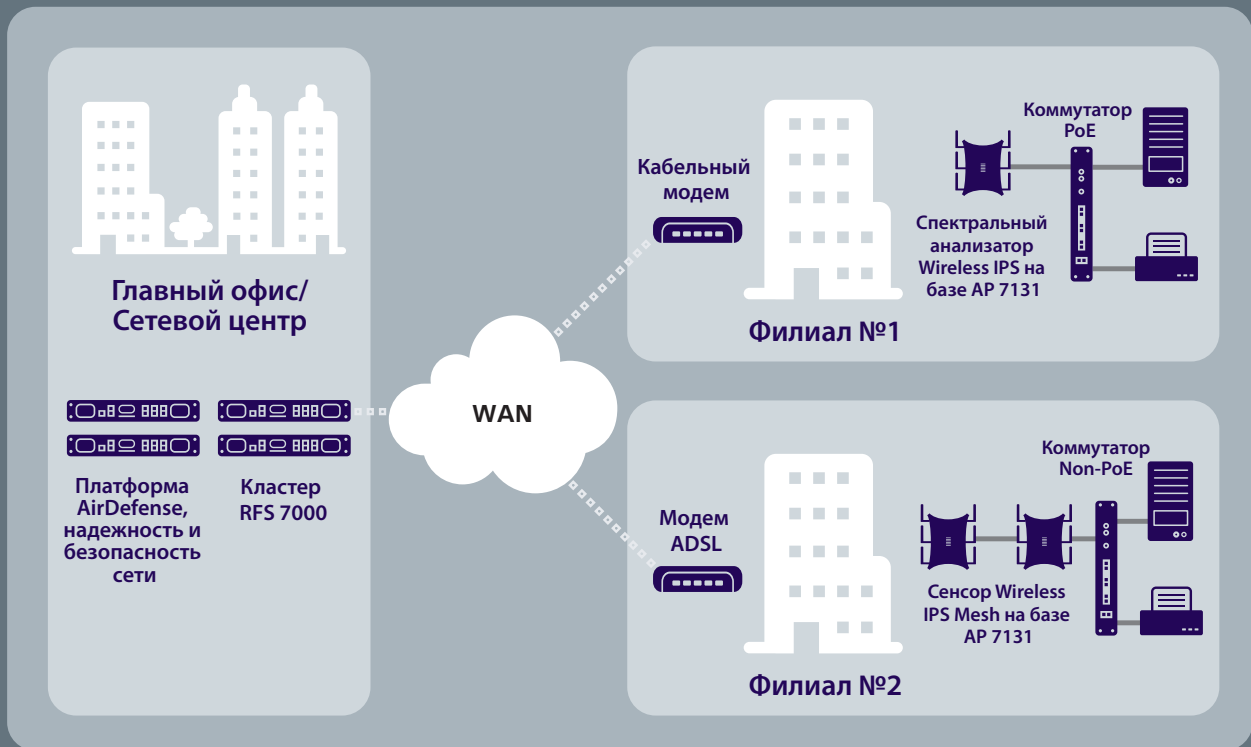 Главный офис/
Сетевой центр
Платформа
AirDefense,
надежность и
безопасность
сети
Кластер
RFS 7000
WAN
Кабельный
модем
Филиал №1
Коммутатор
PoE
Спектральный
анализатор
Wireless IPS на
базе AP 7131
Модем
ADSL
Филиал №2
Коммутатор
Non-PoE
Сенсор Wireless
IPS Mesh на базе
AP 7131